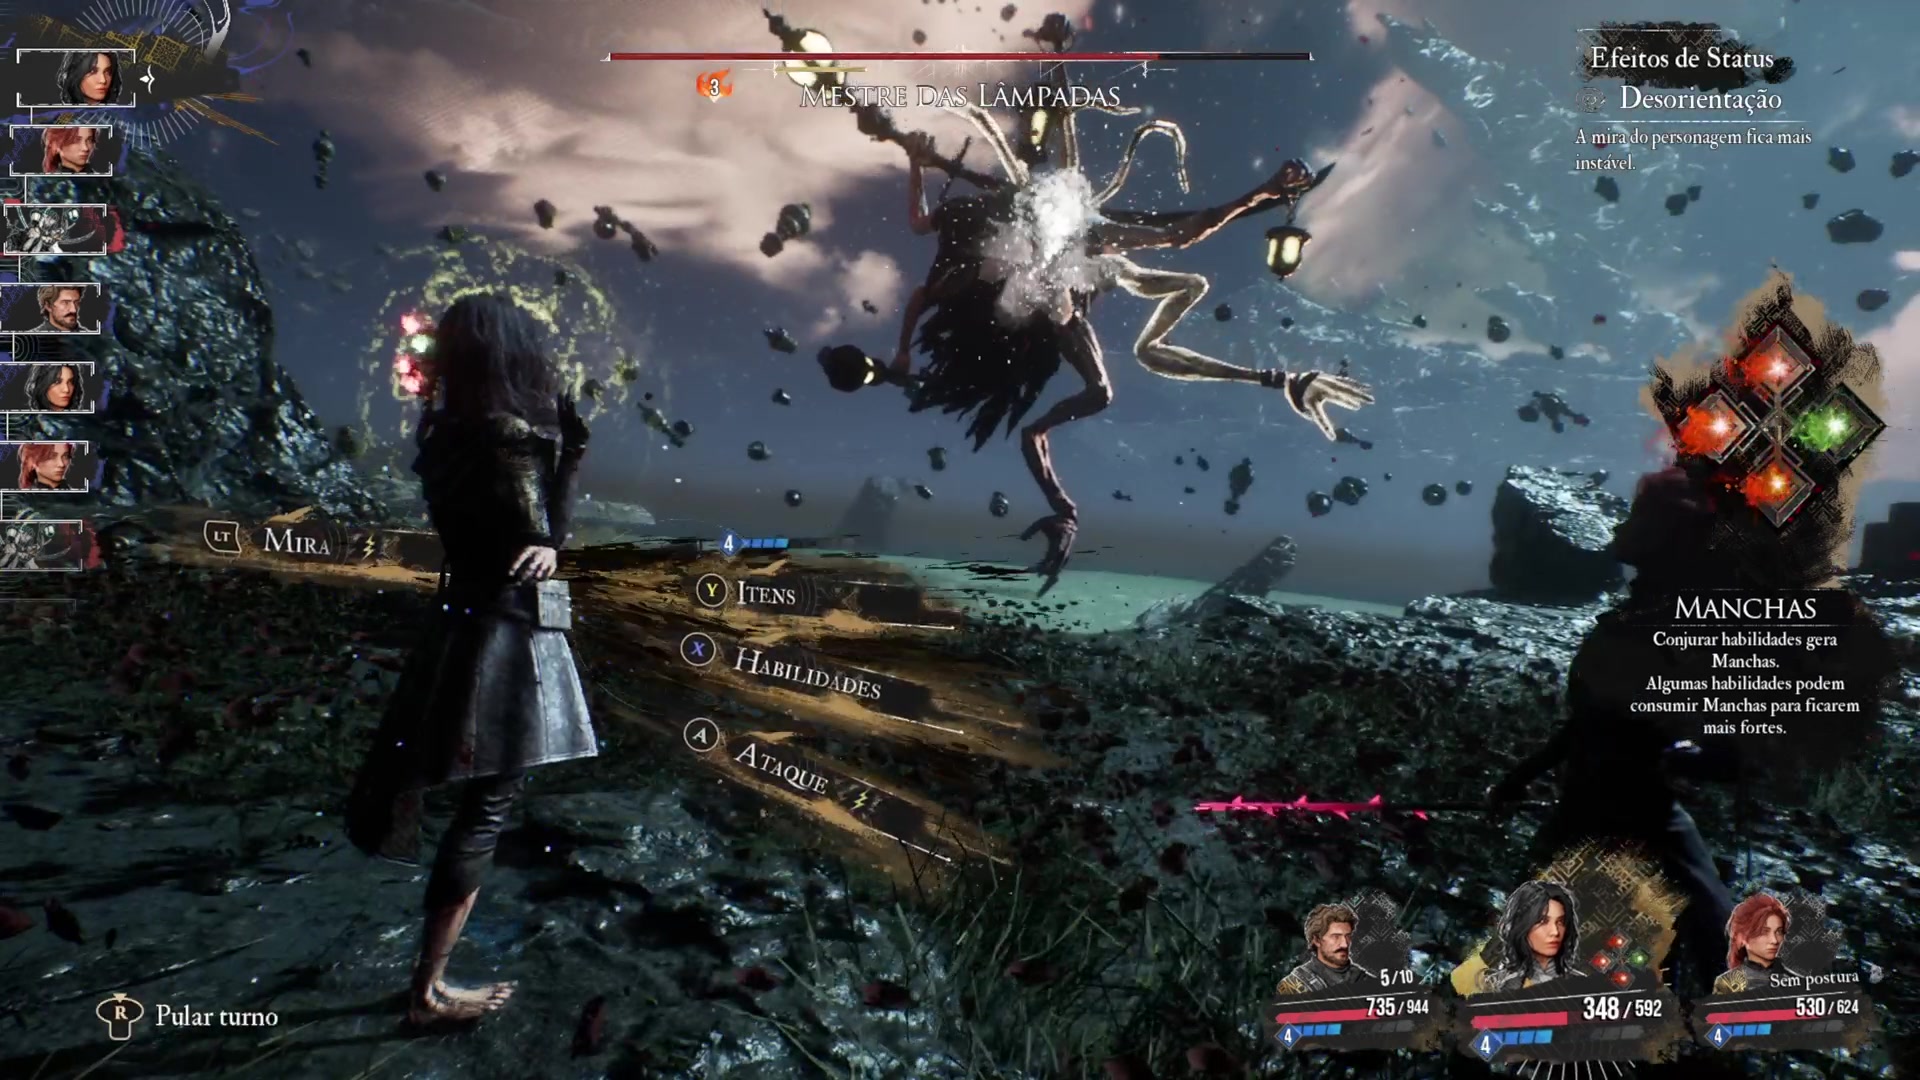 3
MESTRE DAS LÂMPADAS
Efeitos de Status
Desorientação
A mira do personagem fica mais
instável.
LT MIRA
4
Y ITENS
X HABILIDADES
A ATAQUE
MANCHAS
Conjurar habilidades gera
Manchas.
Algumas habilidades podem
consumir Manchas para ficarem
mais fortes.
R Pular turno
5/10
735/944
4
348/592
4
Sem postura
530/624
4